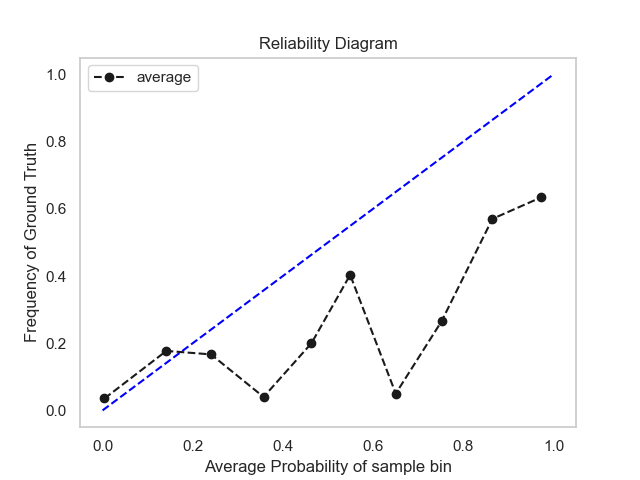 Reliability Diagram
average
Frequency of Ground Truth
1.0
0.8
0.6
0.4
0.2
0.0
0.0 0.2 0.4 0.6 0.8 1.0
Average Probability of sample bin